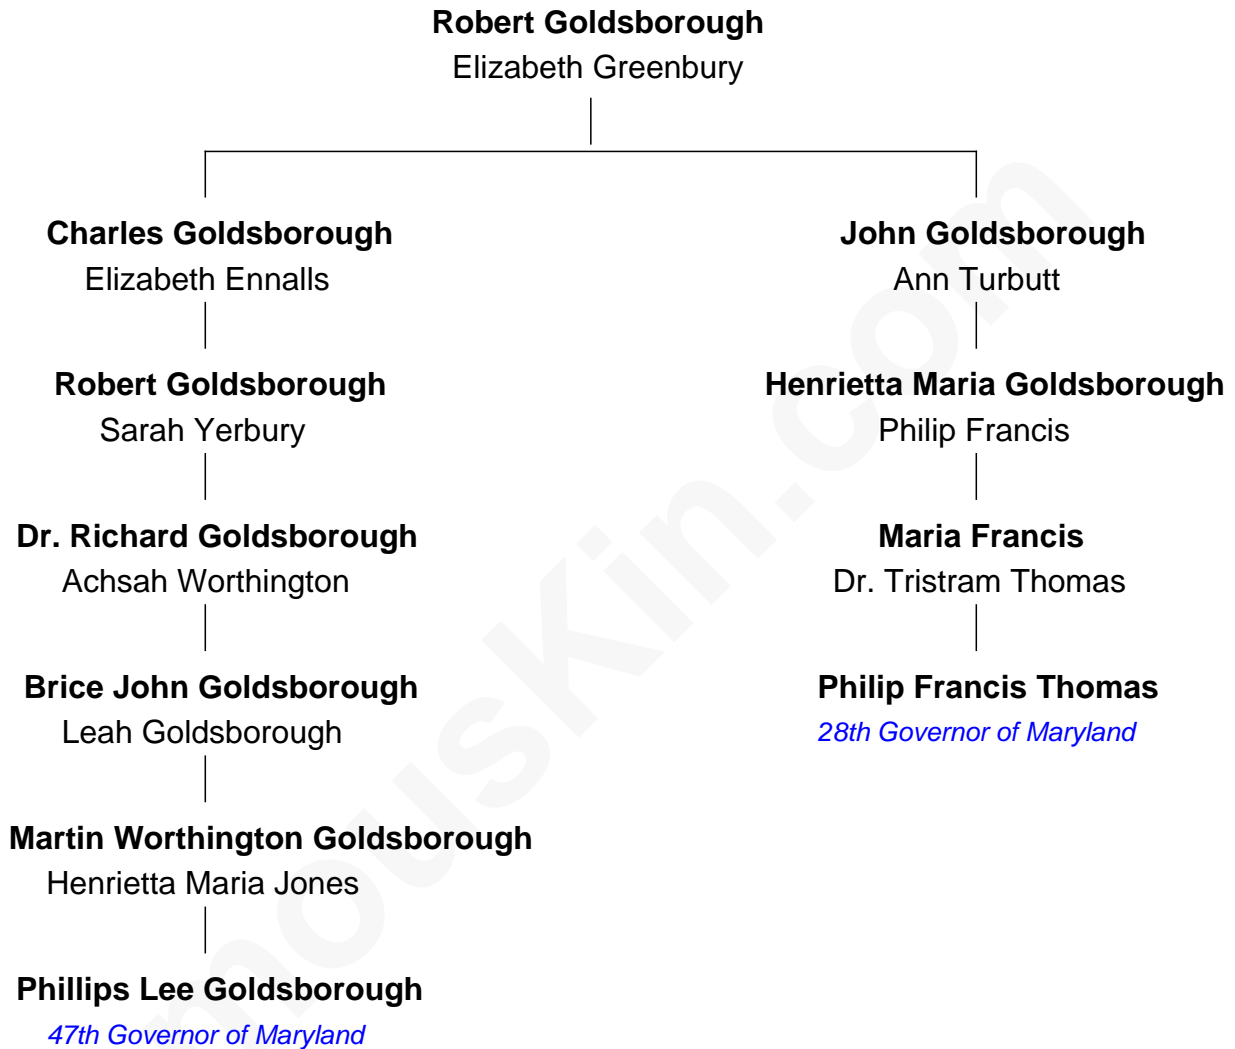 Robert Goldsborough
Elizabeth Greenbury
Charles Goldsborough
Elizabeth Ennalls
John Goldsborough
Ann Turbutt
Robert Goldsborough
Sarah Yerbury
Henrietta Maria Goldsborough
Philip Francis
Dr. Richard Goldsborough
Achsah Worthington
Maria Francis
Dr. Tristram Thomas
Brice John Goldsborough
Leah Goldsborough
Philip Francis Thomas
28th Governor of Maryland
Martin Worthington Goldsborough
Henrietta Maria Jones
Phillips Lee Goldsborough
47th Governor of Maryland
mousKin.com